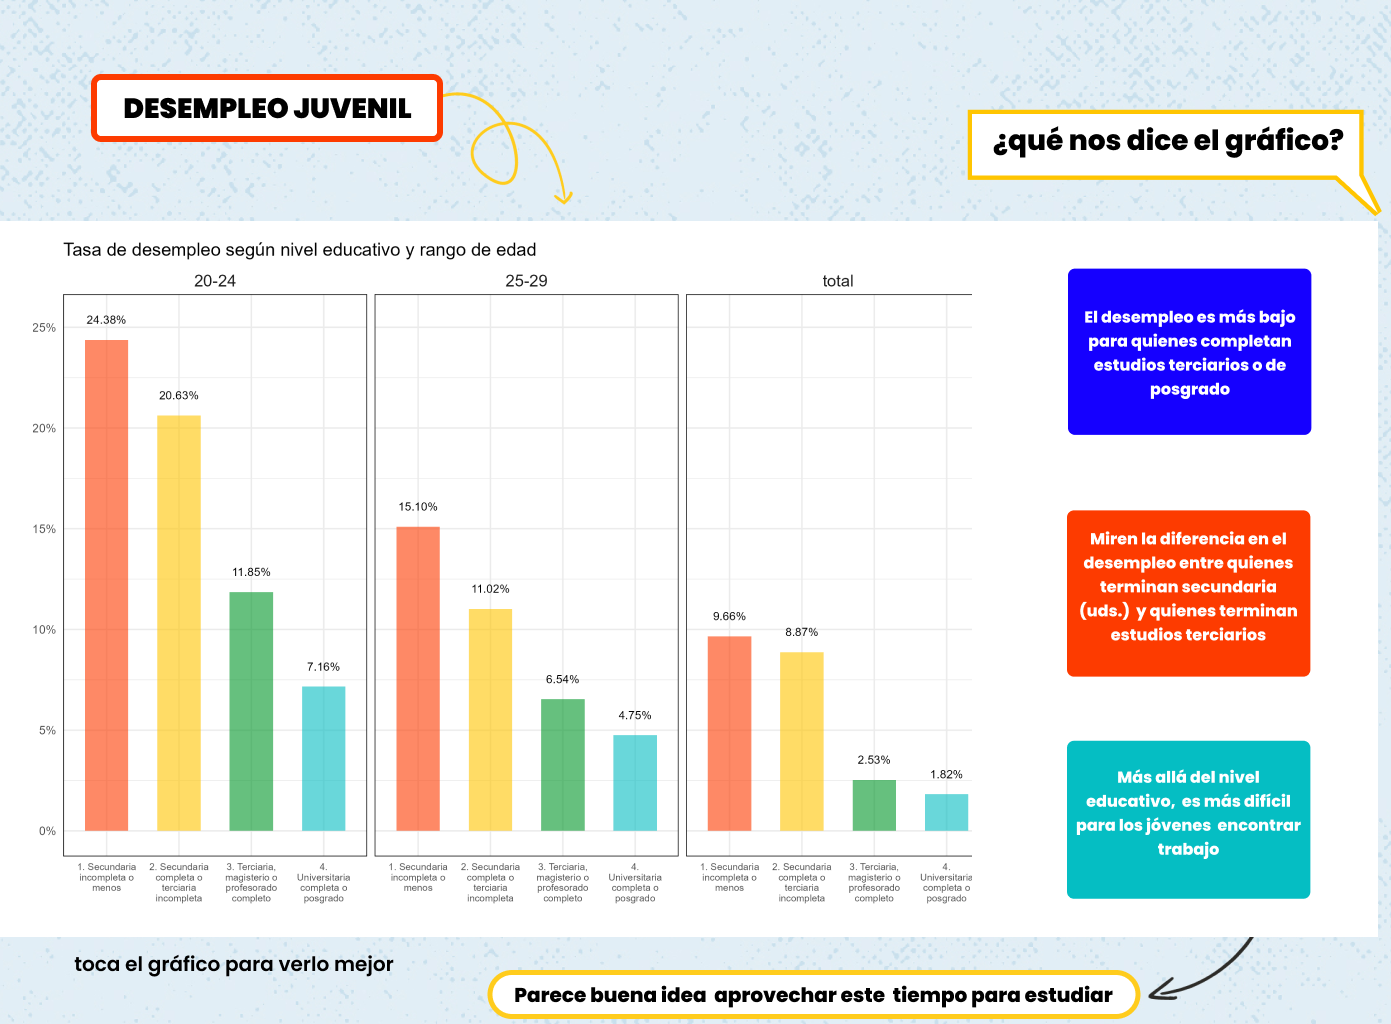 DESEMPLEO JUVENIL
¿qué nos dice el gráfico?
Tasa de desempleo según nivel educativo y rango de edad
20-24
25-29
total
25%
20%
15%
10%
5%
0%
24.38%
20.63%
11.85%
7.16%
15.10%
11.02%
6.54%
4.75%
9.66%
8.87%
2.53%
1.82%
1. Secundaria
incompleta o
menos
2. Secundaria
completa o
terciaria
incompleta
3. Terciaria,
magisterio o
profesorado
completo
4.
Universitaria
completa o
posgrado
1. Secundaria
incompleta o
menos
2. Secundaria
completa o
terciaria
incompleta
3. Terciaria,
magisterio o
profesorado
completo
4.
Universitaria
completa o
posgrado
1. Secundaria
incompleta o
menos
2. Secundaria
completa o
terciaria
incompleta
3. Terciaria,
magisterio o
profesorado
completo
4.
Universitaria
completa o
posgrado
El desempleo es más bajo
para quienes completan
estudios terciarios o de
posgrado
Miren la diferencia en el
desempleo entre quienes
terminan secundaria
(uds.) y quienes terminan
estudios terciarios
Más allá del nivel
educativo, es más difícil
para los jóvenes encontrar
trabajo
toca el gráfico para verlo mejor
Parece buena idea aprovechar este tiempo para estudiar